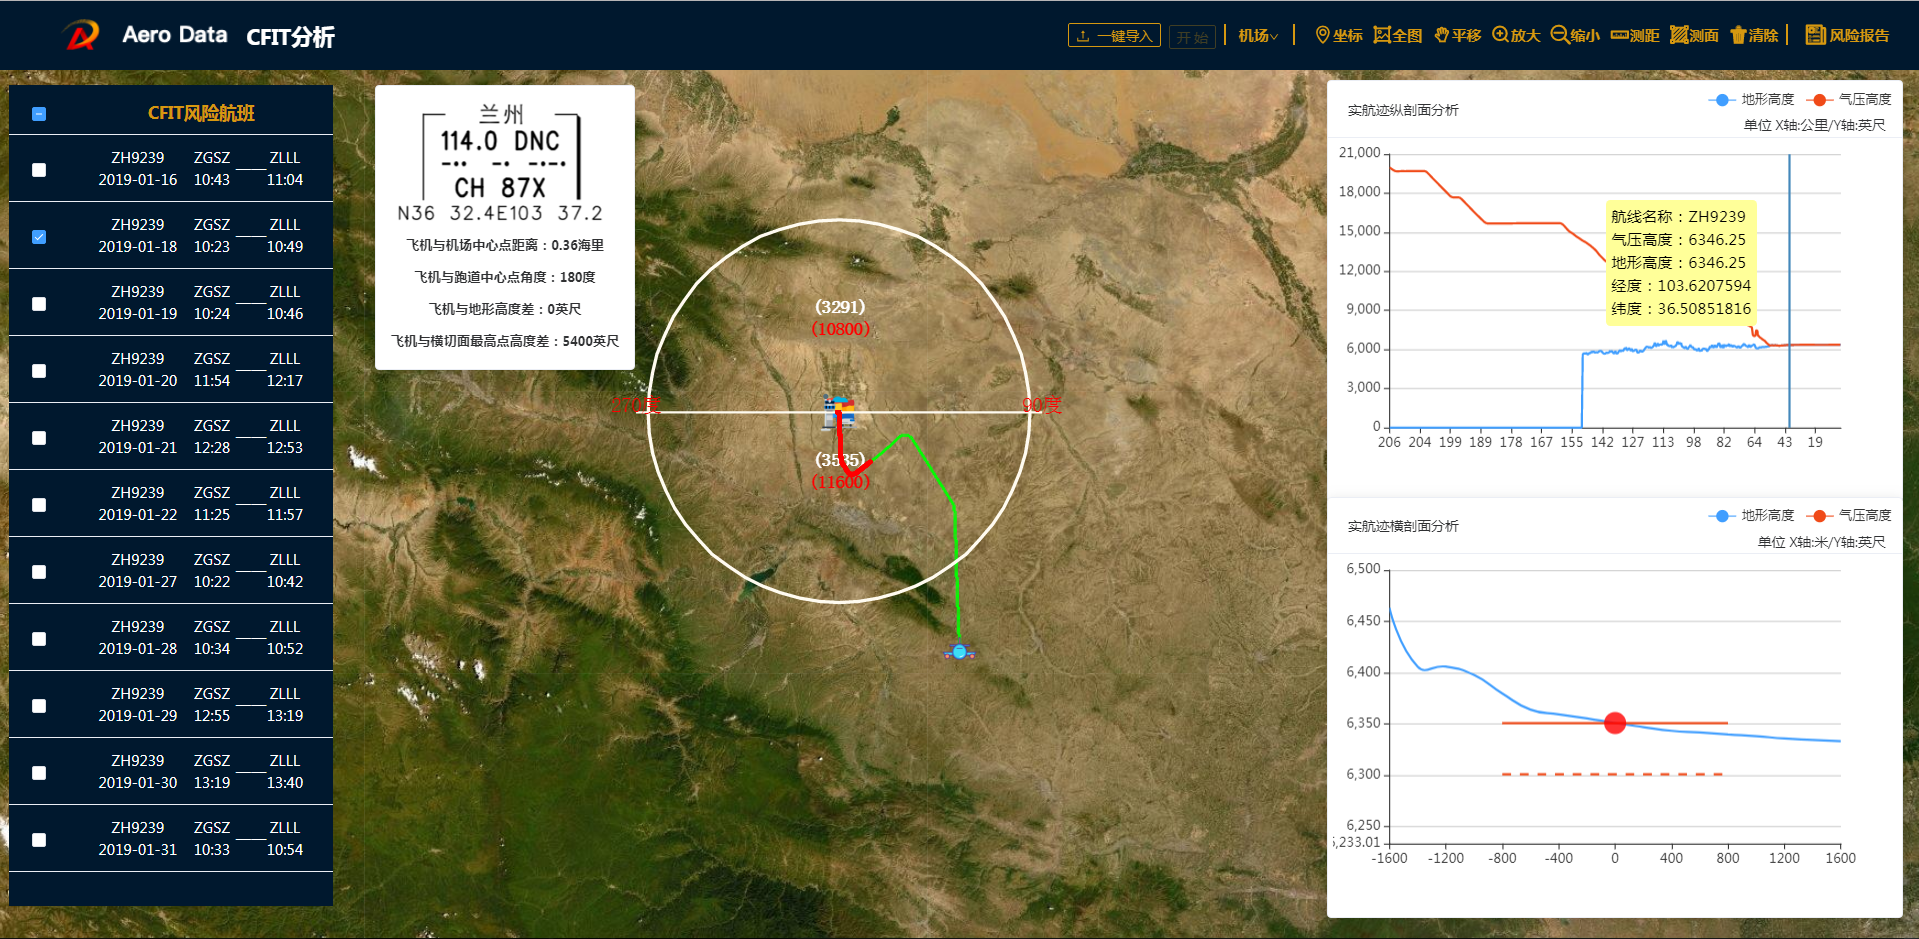 Aero Data CFIT分析
一键导入 开始 机场 坐标 全图 平移 放大 缩小 测距 测面 清除 风险报告
CFIT风险航班
ZH9239 ZGSZ ZLLL
2019-01-16 10:43 11:04
ZH9239 ZGSZ ZLLL
2019-01-18 10:23 10:49
ZH9239 ZGSZ ZLLL
2019-01-19 10:24 10:46
ZH9239 ZGSZ ZLLL
2019-01-20 11:54 12:17
ZH9239 ZGSZ ZLLL
2019-01-21 12:28 12:53
ZH9239 ZGSZ ZLLL
2019-01-22 11:25 11:57
ZH9239 ZGSZ ZLLL
2019-01-27 10:22 10:42
ZH9239 ZGSZ ZLLL
2019-01-28 10:34 10:52
ZH9239 ZGSZ ZLLL
2019-01-29 12:55 13:19
ZH9239 ZGSZ ZLLL
2019-01-30 13:19 13:40
ZH9239 ZGSZ ZLLL
2019-01-31 10:33 10:54
兰州
114.0 DNC
CH 87X
N36 32.4E103 37.2
飞机与机场中心点距离：0.36海里
飞机与跑道中心点角度：180度
飞机与地形高度差：0英尺
飞机与横切面最高点高度差：5400英尺
(3291)
(10800)
270度 90度
(3535)
(11600)
实航迹纵剖面分析
地形高度 气压高度
单位 X轴:公里/Y轴:英尺
21,000
18,000
15,000
12,000
9,000
6,000
3,000
0
206 204 199 189 178 167 155 142 127 113 98 82 64 43 19
航线名称：ZH9239
气压高度：6346.25
地形高度：6346.25
经度：103.6207594
纬度：36.50851816
实航迹横剖面分析
地形高度 气压高度
单位 X轴:米/Y轴:英尺
6,500
6,450
6,400
6,350
6,300
6,250
,233.01
-1600 -1200 -800 -400 0 400 800 1200 1600